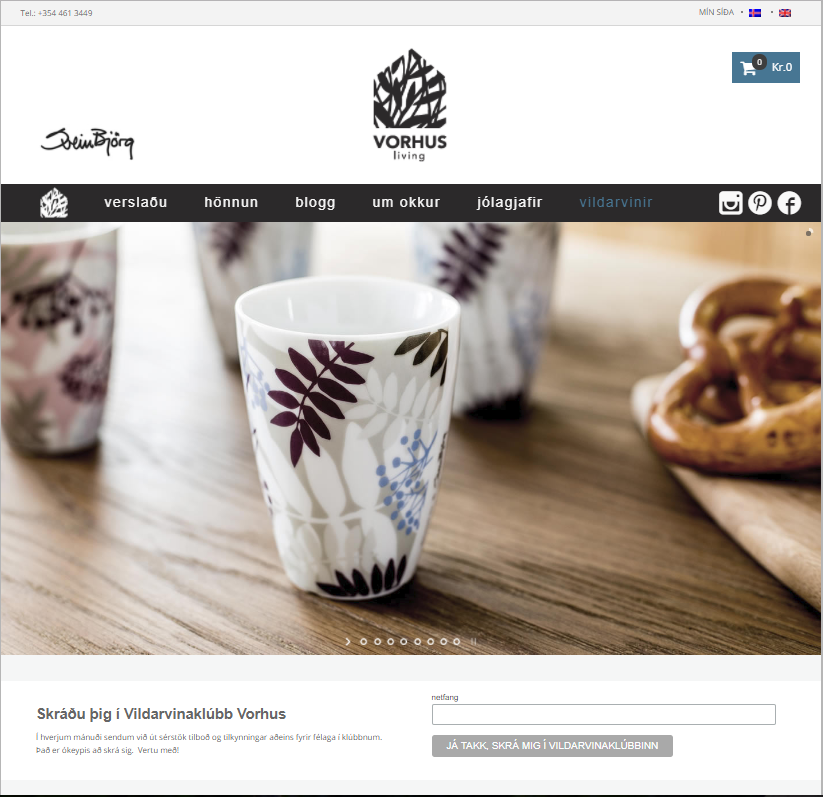 Tel.: +354 461 3449
MÍN SÍÐA
0
Kr.0
SteinBjörg
VORHUS
living
verslaðu
hönnun
blogg
um okkur
jólagjafir
vildarvinir
netfang
Skráðu þig í Vildarvinaklúbb Vorhus
Í hverjum mánuði sendum við út sérstök tilboð og tilkynningar aðeins fyrir félaga í klúbbnum.
Það er ókeypis að skrá sig. Vertu með!
JÁ TAKK, SKRÁ MIG Í VILDARVINAKLÚBBINN